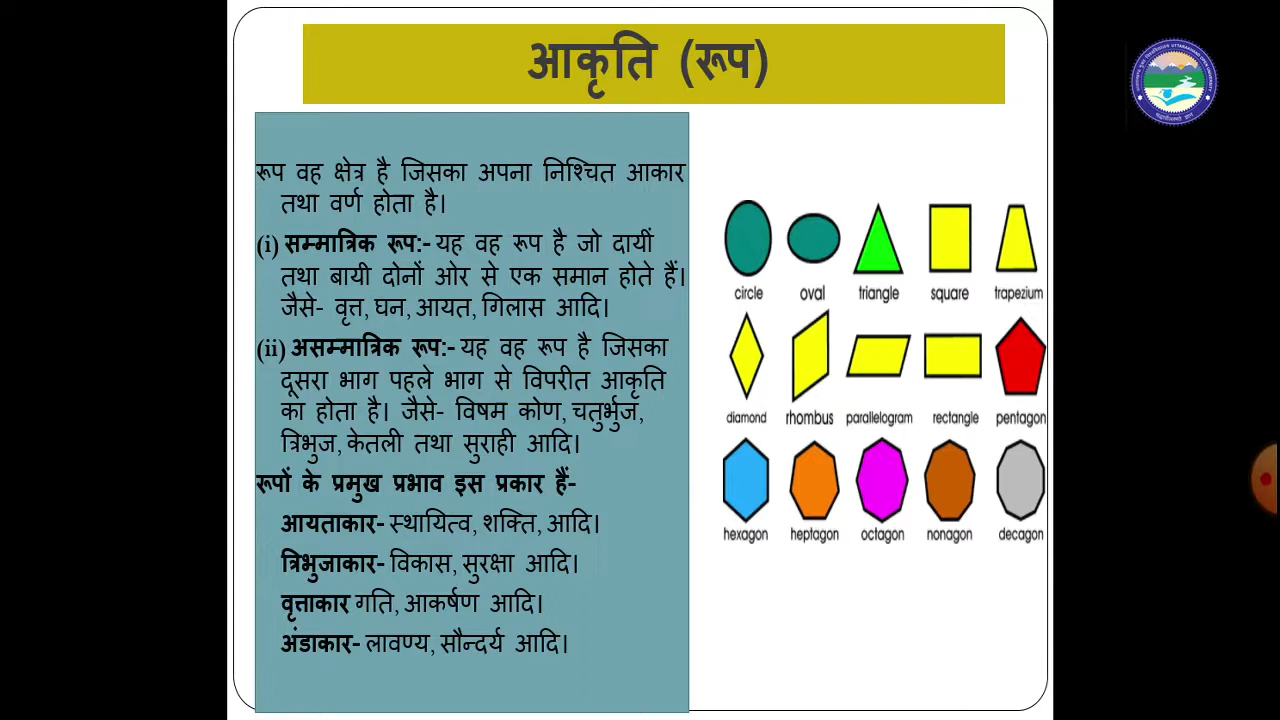 आकृति (रूप)
रूप वह क्षेत्र है जिसका अपना निश्चित आकार
तथा वर्ण होता है।
(i) सम्मात्रिक रूप:- यह वह रूप है जो दायीं
तथा बायी दोनों ओर से एक समान होते हैं।
जैसे- वृत्त, घन, आयत, गिलास आदि।
(ii) असम्मात्रिक रूप:- यह वह रूप है जिसका
दूसरा भाग पहले भाग से विपरीत आकृति
का होता है। जैसे- विषम कोण, चतुर्भुज,
त्रिभुज, केतली तथा सुराही आदि।
रूपों के प्रमुख प्रभाव इस प्रकार हैं-
आयताकार- स्थायित्व, शक्ति, आदि।
त्रिभुजाकार- विकास, सुरक्षा आदि।
वृत्ताकार गति, आकर्षण आदि।
अंडाकार- लावण्य, सौन्दर्य आदि।
circle oval triangle square trapezium
diamond rhombus parallelogram rectangle pentagon
hexagon heptagon octagon nonagon decagon